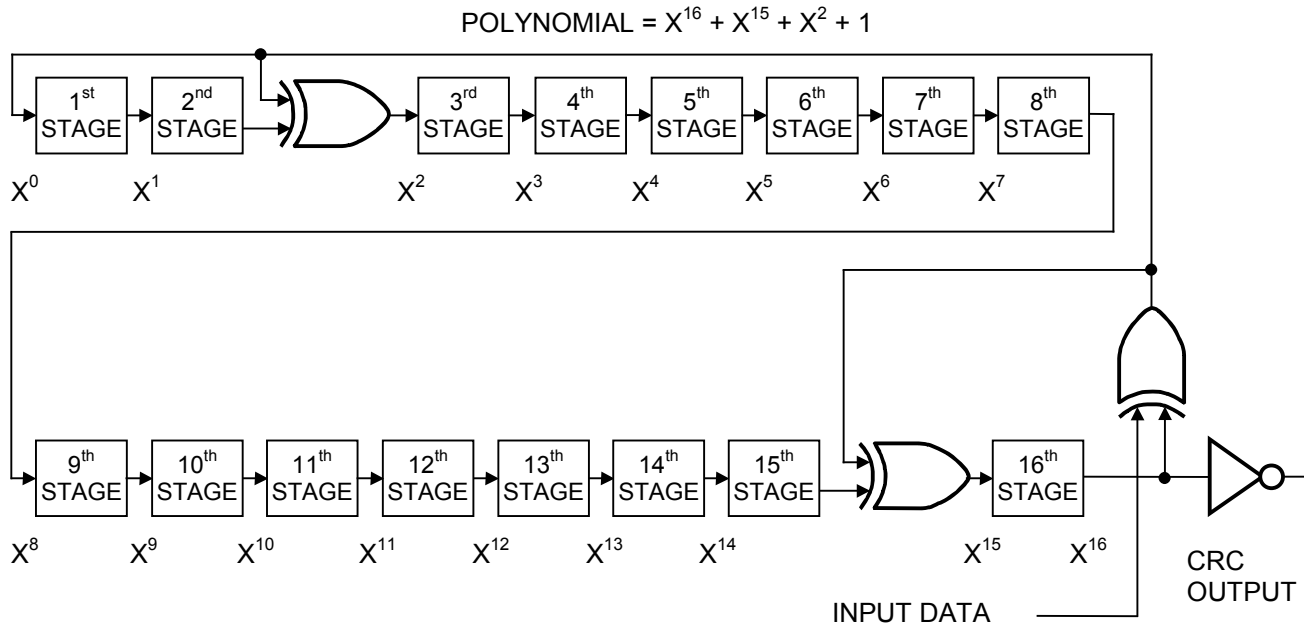 POLYNOMIAL = X¹⁶ + X¹⁵ + X² + 1
1ˢᵗ STAGE
2ⁿᵈ STAGE
3ʳᵈ STAGE
4ᵗʰ STAGE
5ᵗʰ STAGE
6ᵗʰ STAGE
7ᵗʰ STAGE
8ᵗʰ STAGE
X⁰ X¹ X² X³ X⁴ X⁵ X⁶ X⁷
9ᵗʰ STAGE
10ᵗʰ STAGE
11ᵗʰ STAGE
12ᵗʰ STAGE
13ᵗʰ STAGE
14ᵗʰ STAGE
15ᵗʰ STAGE
16ᵗʰ STAGE
X⁸ X⁹ X¹⁰ X¹¹ X¹² X¹³ X¹⁴ X¹⁵ X¹⁶
CRC
OUTPUT
INPUT DATA